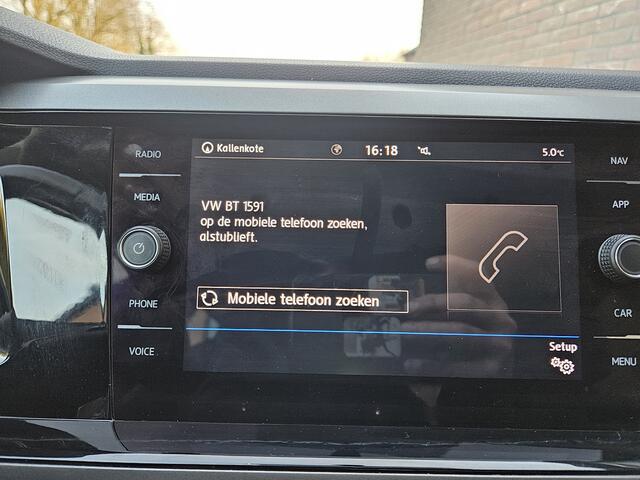 RADIO
MEDIA
PHONE
VOICE
Kallenkote
16:18
5.0°C
VW BT 1591
op de mobiele telefoon zoeken,
alstublieft.
Mobiele telefoon zoeken
Setup
NAV
APP
CAR
MENU